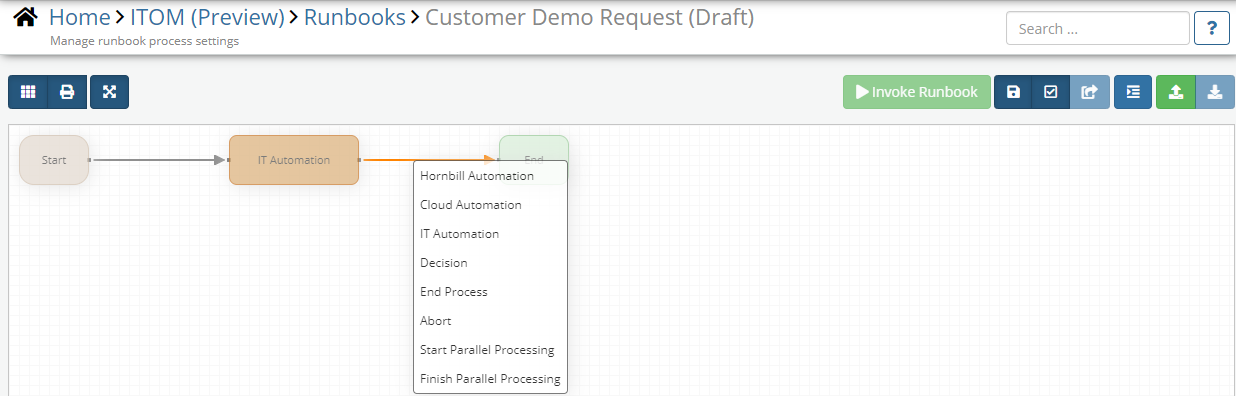 Home > ITOM (Preview) > Runbooks > Customer Demo Request (Draft)
Manage runbook process settings
Search ...
?
Invoke Runbook
Start
IT Automation
End
Hornbill Automation
Cloud Automation
IT Automation
Decision
End Process
Abort
Start Parallel Processing
Finish Parallel Processing